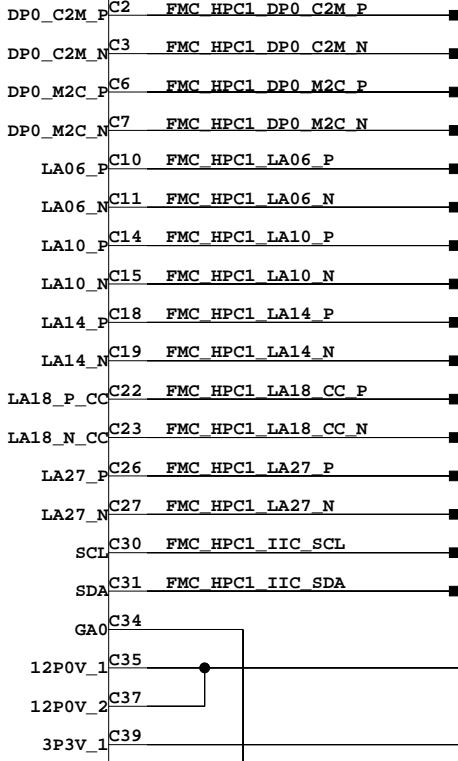 DP0_C2M_P C2 FMC_HPC1_DP0_C2M_P
DP0_C2M_N C3 FMC_HPC1_DP0_C2M_N
DP0_M2C_P C6 FMC_HPC1_DP0_M2C_P
DP0_M2C_N C7 FMC_HPC1_DP0_M2C_N
LA06_P C10 FMC_HPC1_LA06_P
LA06_N C11 FMC_HPC1_LA06_N
LA10_P C14 FMC_HPC1_LA10_P
LA10_N C15 FMC_HPC1_LA10_N
LA14_P C18 FMC_HPC1_LA14_P
LA14_N C19 FMC_HPC1_LA14_N
LA18_P_CC C22 FMC_HPC1_LA18_CC_P
LA18_N_CC C23 FMC_HPC1_LA18_CC_N
LA27_P C26 FMC_HPC1_LA27_P
LA27_N C27 FMC_HPC1_LA27_N
SCL C30 FMC_HPC1_IIC_SCL
SDA C31 FMC_HPC1_IIC_SDA
GA0 C34
12P0V_1 C35
12P0V_2 C37
3P3V_1 C39